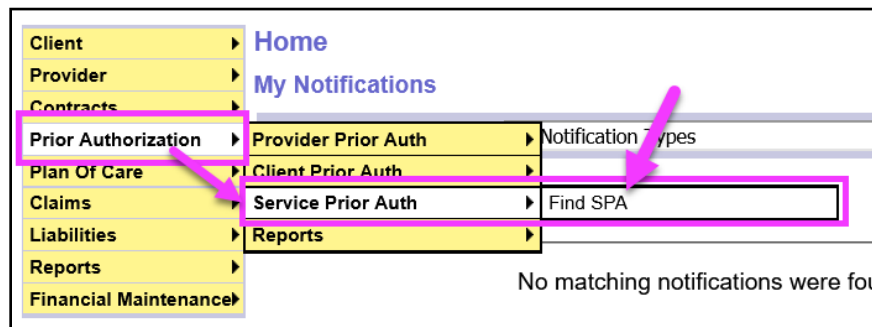 Client
Provider
Contracts
Prior Authorization
Plan Of Care
Claims
Liabilities
Reports
Financial Maintenance
Home
My Notifications
Notification Types
Provider Prior Auth
Client Prior Auth
Service Prior Auth
Reports
Find SPA
No matching notifications were fou